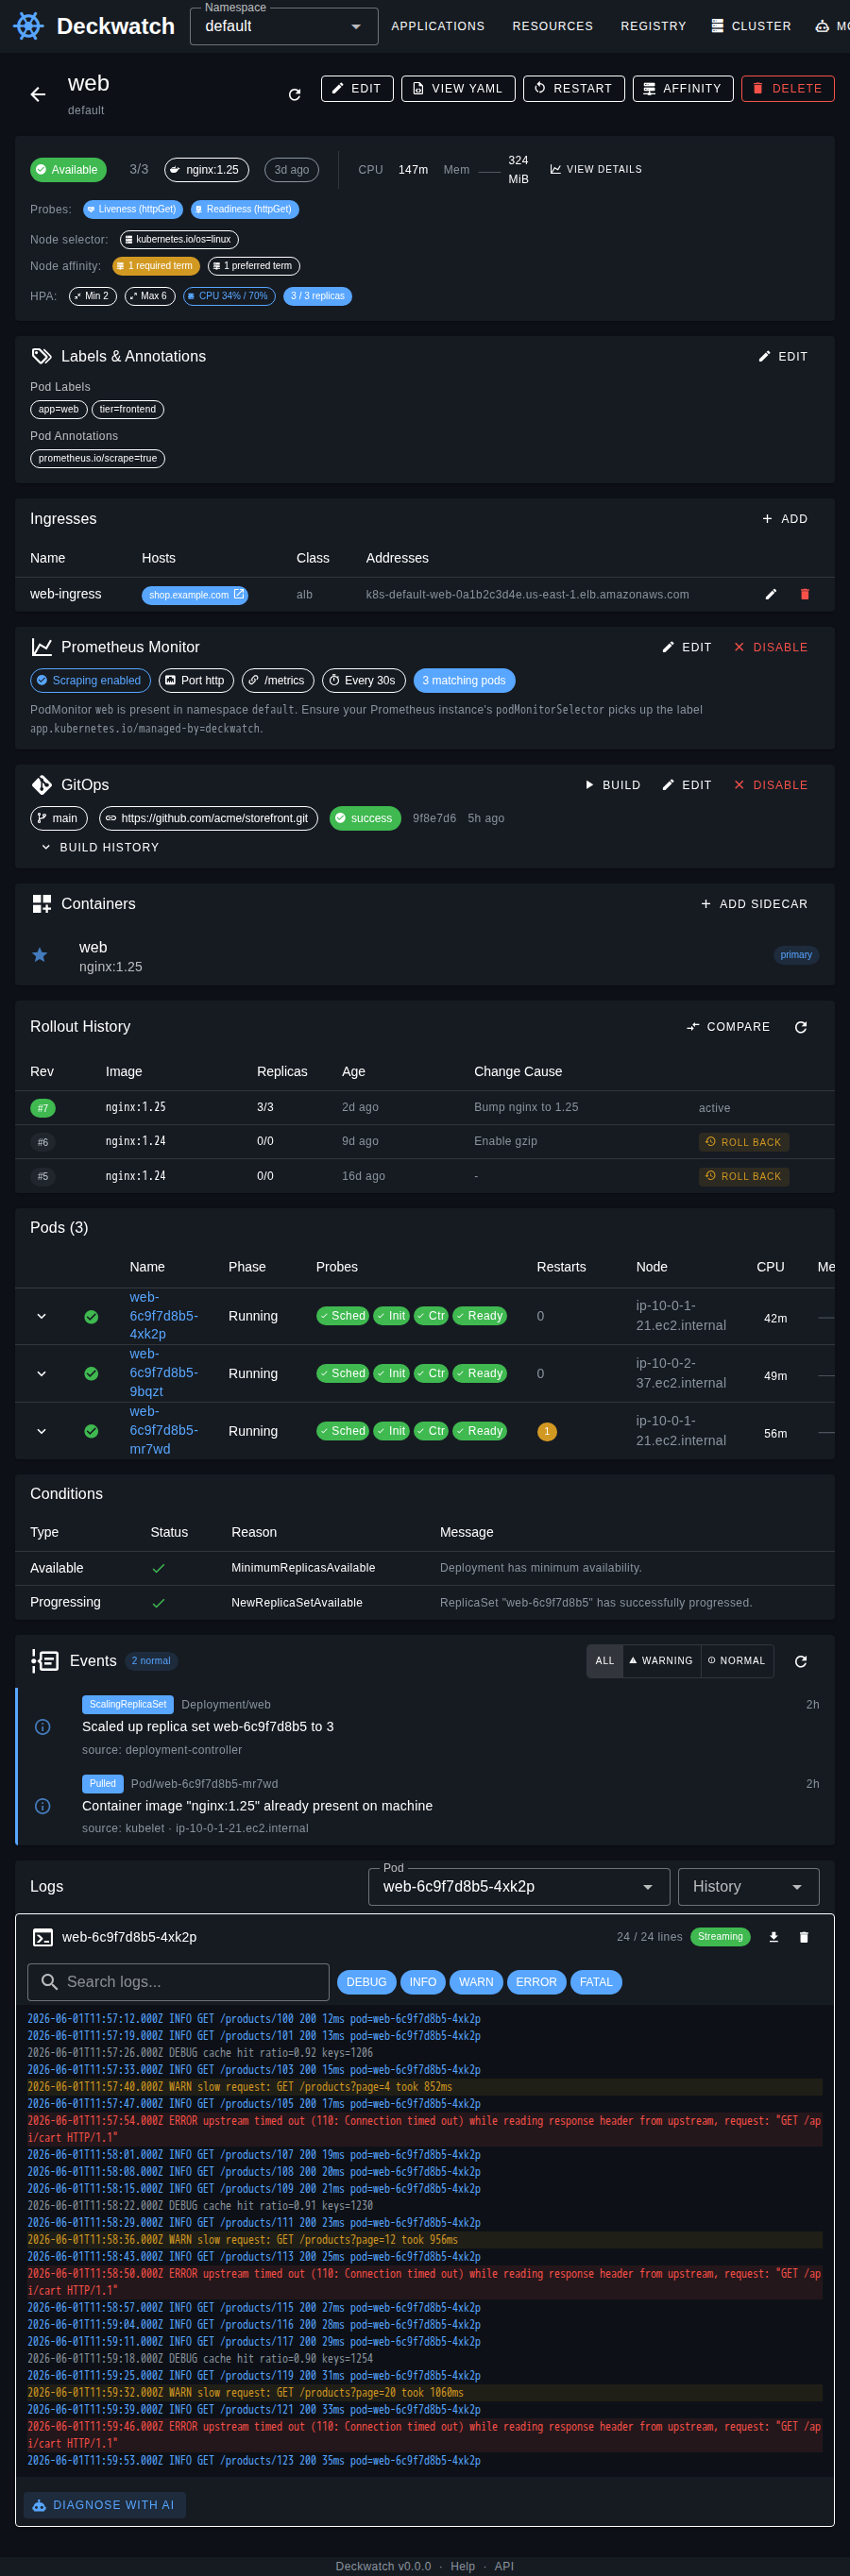 Deckwatch
Namespace
default
APPLICATIONS RESOURCES REGISTRY CLUSTER
web
default
EDIT VIEW YAML RESTART AFFINITY DELETE
Available 3/3 nginx:1.25 3d ago CPU 147m Mem 324 MiB VIEW DETAILS
Probes: Liveness (httpGet) Readiness (httpGet)
Node selector: kubernetes.io/os=linux
Node affinity: 1 required term 1 preferred term
HPA: Min 2 Max 6 CPU 34% / 70% 3 / 3 replicas
Labels & Annotations EDIT
Pod Labels
app=web tier=frontend
Pod Annotations
prometheus.io/scrape=true
Ingresses ADD
Name Hosts Class Addresses
web-ingress shop.example.com alb k8s-default-web-0a1b2c3d4e.us-east-1.elb.amazonaws.com
Prometheus Monitor EDIT DISABLE
Scraping enabled Port http /metrics Every 30s 3 matching pods
PodMonitor web is present in namespace default. Ensure your Prometheus instance's podMonitorSelector picks up the label
app.kubernetes.io/managed-by=deckwatch.
GitOps BUILD EDIT DISABLE
main https://github.com/acme/storefront.git success 9f8e7d6 5h ago
BUILD HISTORY
Containers ADD SIDECAR
web
nginx:1.25
primary
Rollout History COMPARE
Rev Image Replicas Age Change Cause
#7 nginx:1.25 3/3 2d ago Bump nginx to 1.25 active
#6 nginx:1.24 0/0 9d ago Enable gzip ROLL BACK
#5 nginx:1.24 0/0 16d ago - ROLL BACK
Pods (3)
Name Phase Probes Restarts Node CPU Me
web-6c9f7d8b5-4xk2p Running Sched Init Ctr Ready 0 ip-10-0-1-21.ec2.internal 42m
web-6c9f7d8b5-9bqzt Running Sched Init Ctr Ready 0 ip-10-0-2-37.ec2.internal 49m
web-6c9f7d8b5-mr7wd Running Sched Init Ctr Ready 1 ip-10-0-1-21.ec2.internal 56m
Conditions
Type Status Reason Message
Available MinimumReplicasAvailable Deployment has minimum availability.
Progressing NewReplicaSetAvailable ReplicaSet "web-6c9f7d8b5" has successfully progressed.
Events 2 normal ALL WARNING NORMAL
ScalingReplicaSet Deployment/web 2h
Scaled up replica set web-6c9f7d8b5 to 3
source: deployment-controller
Pulled Pod/web-6c9f7d8b5-mr7wd 2h
Container image "nginx:1.25" already present on machine
source: kubelet · ip-10-0-1-21.ec2.internal
Logs
Pod
web-6c9f7d8b5-4xk2p
History
web-6c9f7d8b5-4xk2p 24 / 24 lines Streaming
Search logs... DEBUG INFO WARN ERROR FATAL
2026-06-01T11:57:12.000Z INFO GET /products/100 200 12ms pod=web-6c9f7d8b5-4xk2p
2026-06-01T11:57:19.000Z INFO GET /products/101 200 13ms pod=web-6c9f7d8b5-4xk2p
2026-06-01T11:57:26.000Z DEBUG cache hit ratio=0.92 keys=1206
2026-06-01T11:57:33.000Z INFO GET /products/103 200 15ms pod=web-6c9f7d8b5-4xk2p
2026-06-01T11:57:40.000Z WARN slow request: GET /products?page=4 took 852ms
2026-06-01T11:57:47.000Z INFO GET /products/105 200 17ms pod=web-6c9f7d8b5-4xk2p
2026-06-01T11:57:54.000Z ERROR upstream timed out (110: Connection timed out) while reading response header from upstream, request: "GET /ap
i/cart HTTP/1.1"
2026-06-01T11:58:01.000Z INFO GET /products/107 200 19ms pod=web-6c9f7d8b5-4xk2p
2026-06-01T11:58:08.000Z INFO GET /products/108 200 20ms pod=web-6c9f7d8b5-4xk2p
2026-06-01T11:58:15.000Z INFO GET /products/109 200 21ms pod=web-6c9f7d8b5-4xk2p
2026-06-01T11:58:22.000Z DEBUG cache hit ratio=0.91 keys=1230
2026-06-01T11:58:29.000Z INFO GET /products/111 200 23ms pod=web-6c9f7d8b5-4xk2p
2026-06-01T11:58:36.000Z WARN slow request: GET /products?page=12 took 956ms
2026-06-01T11:58:43.000Z INFO GET /products/113 200 25ms pod=web-6c9f7d8b5-4xk2p
2026-06-01T11:58:50.000Z ERROR upstream timed out (110: Connection timed out) while reading response header from upstream, request: "GET /ap
i/cart HTTP/1.1"
2026-06-01T11:58:57.000Z INFO GET /products/115 200 27ms pod=web-6c9f7d8b5-4xk2p
2026-06-01T11:59:04.000Z INFO GET /products/116 200 28ms pod=web-6c9f7d8b5-4xk2p
2026-06-01T11:59:11.000Z INFO GET /products/117 200 29ms pod=web-6c9f7d8b5-4xk2p
2026-06-01T11:59:18.000Z DEBUG cache hit ratio=0.90 keys=1254
2026-06-01T11:59:25.000Z INFO GET /products/119 200 31ms pod=web-6c9f7d8b5-4xk2p
2026-06-01T11:59:32.000Z WARN slow request: GET /products?page=20 took 1060ms
2026-06-01T11:59:39.000Z INFO GET /products/121 200 33ms pod=web-6c9f7d8b5-4xk2p
2026-06-01T11:59:46.000Z ERROR upstream timed out (110: Connection timed out) while reading response header from upstream, request: "GET /ap
i/cart HTTP/1.1"
2026-06-01T11:59:53.000Z INFO GET /products/123 200 35ms pod=web-6c9f7d8b5-4xk2p
DIAGNOSE WITH AI
Deckwatch v0.0.0 · Help · API